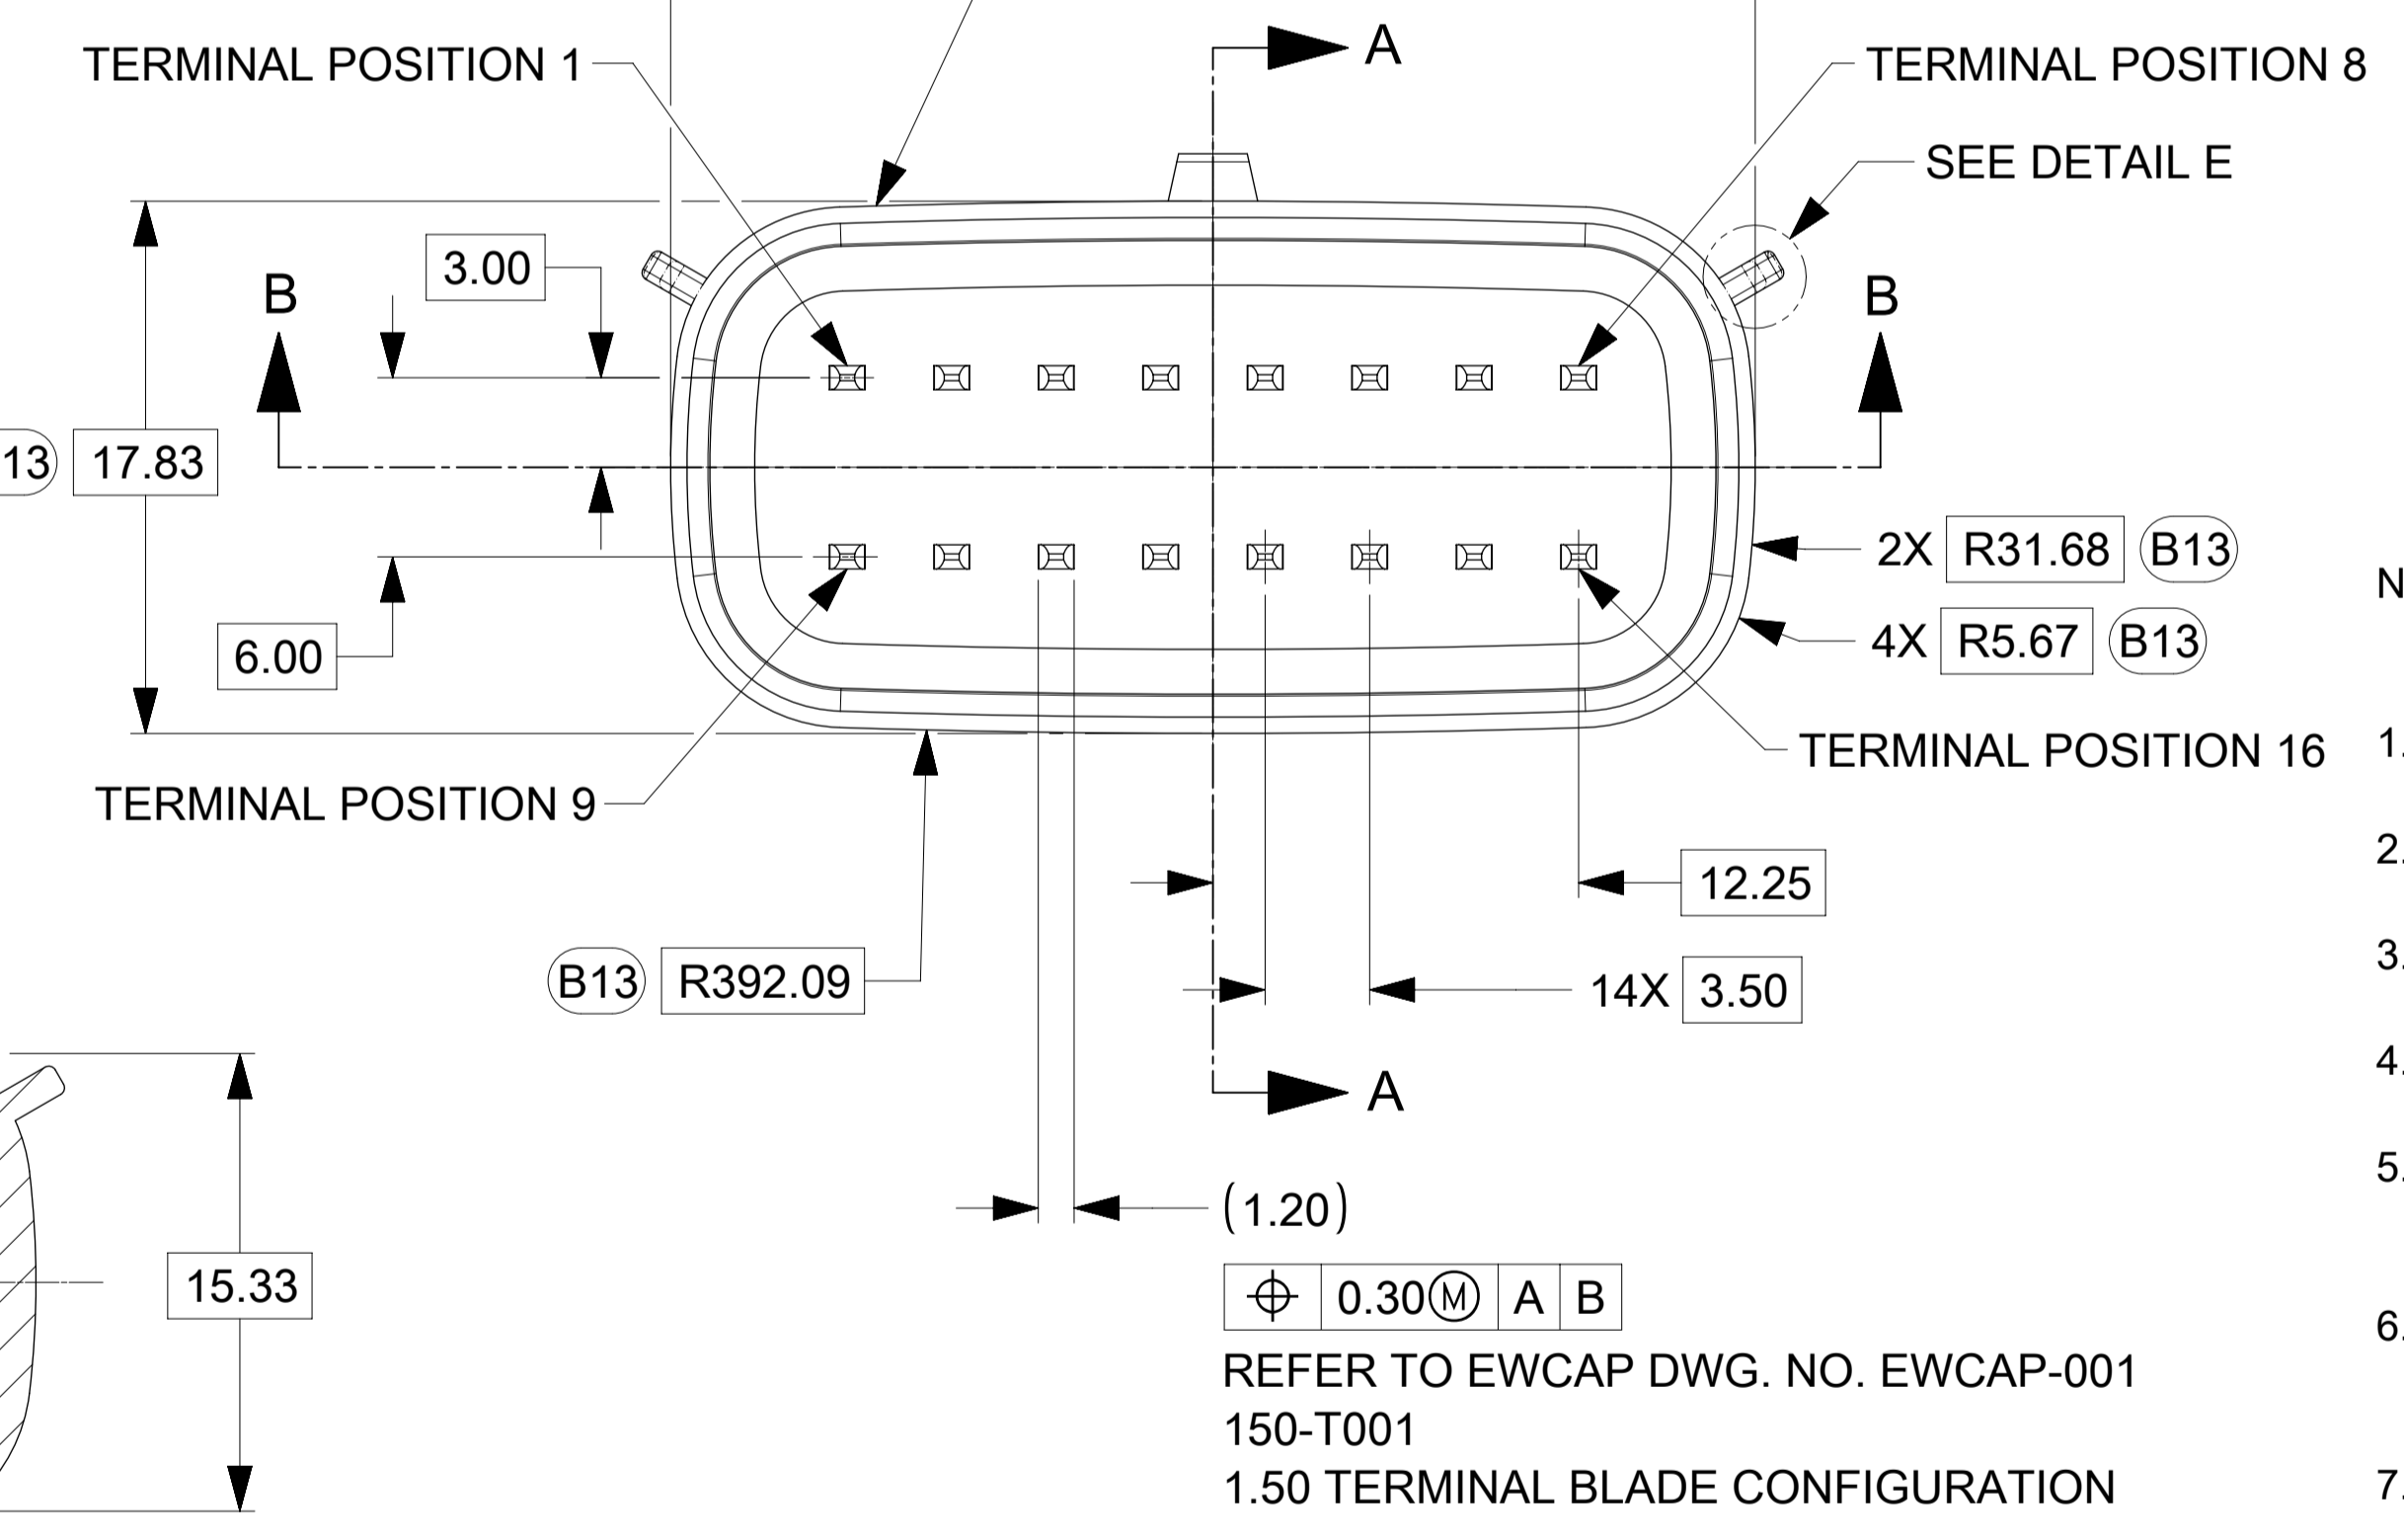 A
TERMINAL POSITION 1
TERMINAL POSITION 8
SEE DETAIL E
3.00
B
B
13
17.83
2X R31.68 B13
N
4X R5.67 B13
6.00
1.
TERMINAL POSITION 16
TERMINAL POSITION 9
2.
12.25
3.
B13 R392.09
14X 3.50
4.
A
5.
(1.20)
15.33
⌖ 0.30Ⓜ A B
6.
REFER TO EWCAP DWG. NO. EWCAP-001
150-T001
1.50 TERMINAL BLADE CONFIGURATION
7.